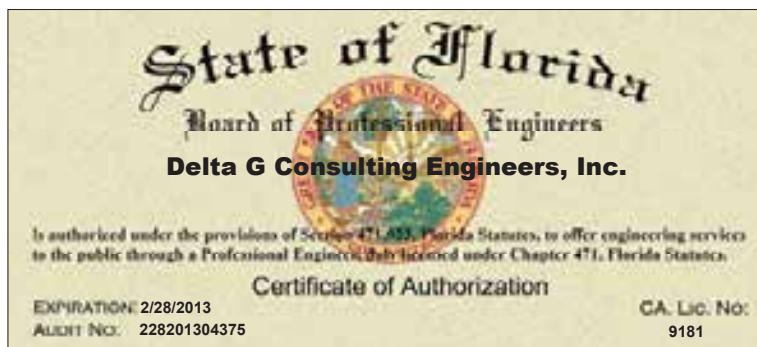 State of Florida
Board of Professional Engineers
Delta G Consulting Engineers, Inc.
Is authorized under the provisions of Section 471.023, Florida Statutes, to offer engineering services
to the public through a Professional Engineer, duly licensed under Chapter 471, Florida Statutes.
Certificate of Authorization
EXPIRATION: 2/28/2013
AUDIT NO: 228201304375
CA. LIC. NO:
9181